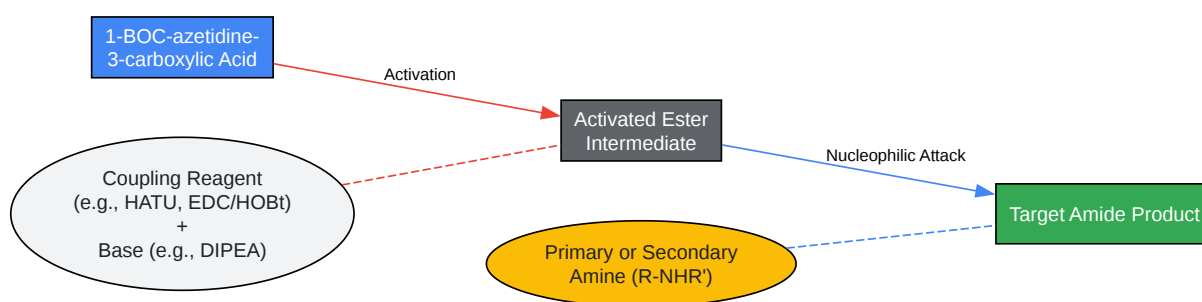 1-BOC-azetidine-
3-carboxylic Acid
Activation
Activated Ester
Intermediate
Coupling Reagent
(e.g., HATU, EDC/HOBt)
+
Base (e.g., DIPEA)
Nucleophilic Attack
Target Amide Product
Primary or Secondary
Amine (R-NHR')